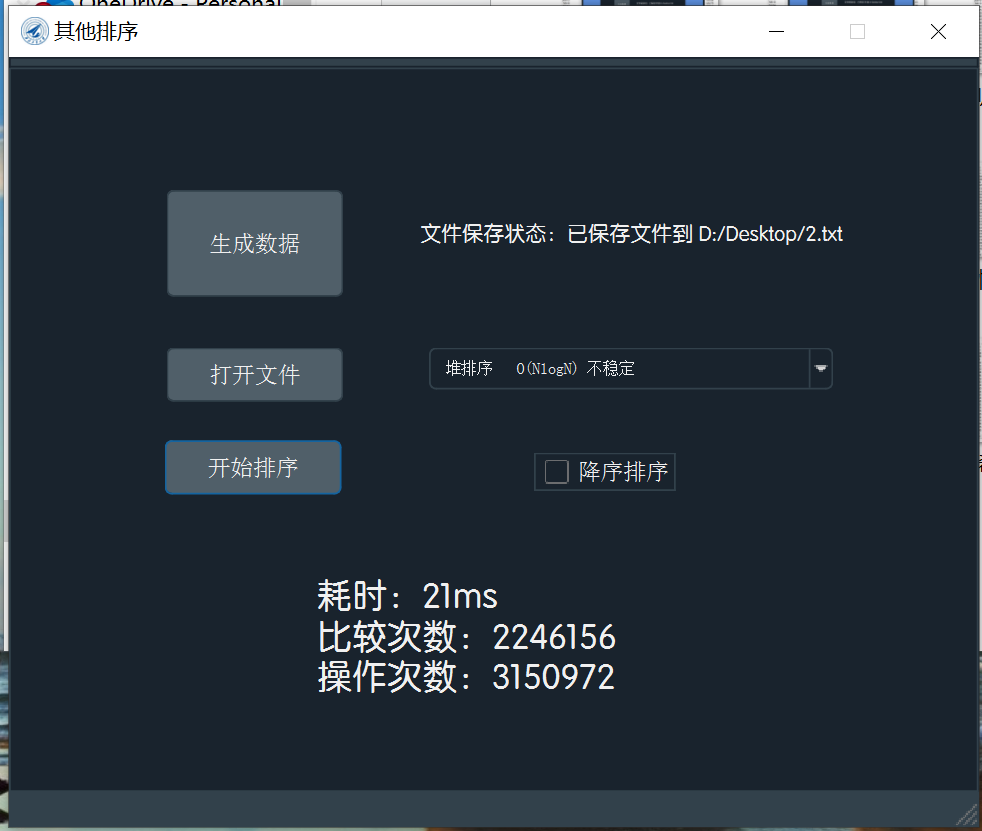 OneDrive - Personal
其他排序
生成数据
文件保存状态：已保存文件到 D:/Desktop/2.txt
打开文件
堆排序 O(NlogN) 不稳定
开始排序
降序排序
耗时：21ms
比较次数：2246156
操作次数：3150972